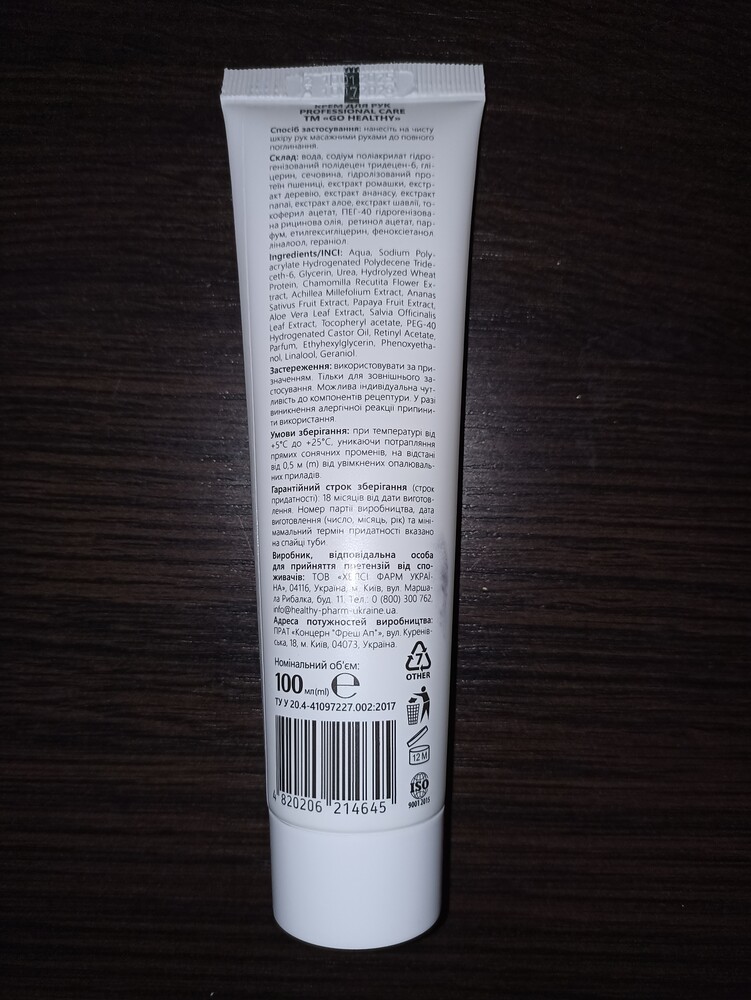 КРЕМ ДЛЯ РУК
PROFESSIONAL CARE
ТМ «GO HEALTHY»
Спосіб застосування: нанесіть на чисту
шкіру рук масажними рухами до повного
поглинання.
Склад: вода, содіум поліакрилат гідро-
генізований полідецен тридецен-6, глі-
церин, сечовина, гідролізований про-
теїн пшениці, екстракт ромашки, екстр-
акт деревію, екстракт ананасу, екстракт
папаї, екстракт алое, екстракт шавлії, то-
коферил ацетат, ПЕГ-40 гідрогенізова-
на рицинова олія, ретинол ацетат, пар-
фум, етилгексилгліцерин, феноксіетанол
ліналоол, гераніол.
Ingredients/INCI: Aqua, Sodium Poly-
acrylate Hydrogenated Polydecene Tride-
ceth-6, Glycerin, Urea, Hydrolyzed Wheat
Protein, Chamomilla Recutita Flower Ex-
tract, Achillea Millefolium Extract, Ananas
Sativus Fruit Extract, Papaya Fruit Extract,
Aloe Vera Leaf Extract, Salvia Officinalis
Leaf Extract, Tocopheryl acetate, PEG-40
Hydrogenated Castor Oil, Retinyl Acetate,
Parfum, Ethyhexylglycerin, Phenoxyetha-
nol, Linalool, Geraniol.
Застереження: використовувати за при-
значенням. Тільки для зовнішнього за-
стосування. Можлива індивідуальна чут-
ливість до компонентів рецептури. У разі
виникнення алергічної реакції припини-
ти використання.
Умови зберігання: при температурі від
+5°С до +25°С, уникаючи потрапляння
прямих сонячних променів, на відстані
від 0,5 м (m) від увімкнених опалюваль-
них приладів.
Гарантійний строк зберігання (строк
придатності): 18 місяців від дати виготов-
лення. Номер партії виробництва, дата
виготовлення (число, місяць, рік) та міні-
мамальний термін придатності вказано
на спайці туби.
Виробник, відповідальна особа
для прийняття претензій від спо-
живачів: ТОВ «ХЕЛСІ ФАРМ УКРАЇ-
НА», 04116, Україна, м. Київ, вул. Марша-
ла Рибалка, буд. 11. Тел.: 0 (800) 300 762,
info@healthy-pharm-ukraine.ua.
Адреса потужностей виробництва:
ПРАТ «Концерн "Фреш Ап"», вул. Куренів-
ська, 18, м. Київ, 04073, Україна.
Номінальний об'єм:
100 мл(ml) e
ТУ У 20.4-41097227.002:2017
7
OTHER
12 M
ISO
9001:2015
4 820206 214645